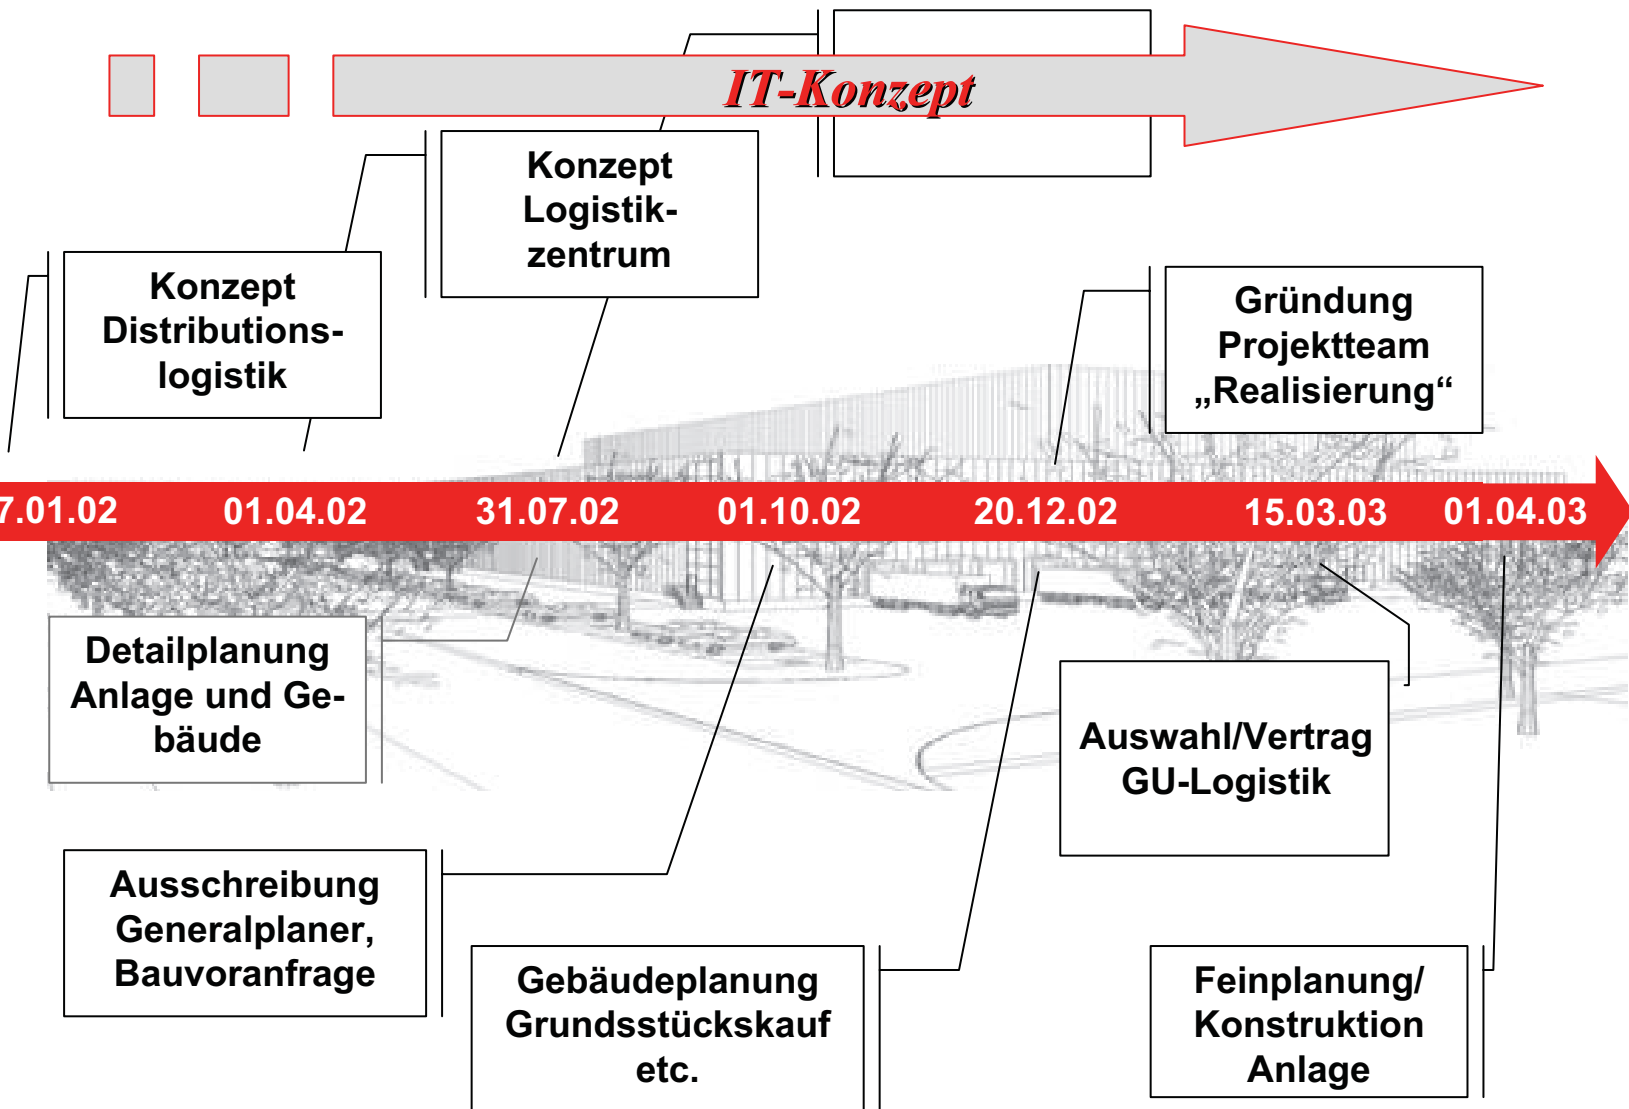 IT-Konzept
Konzept
Logistik-
zentrum
Konzept
Distributions-
logistik
Gründung
Projektteam
„Realisierung“
7.01.02
01.04.02
31.07.02
01.10.02
20.12.02
15.03.03
01.04.03
Detailplanung
Anlage und Ge-
bäude
Auswahl/Vertrag
GU-Logistik
Ausschreibung
Generalplaner,
Bauvoranfrage
Gebäudeplanung
Grundsstückskauf
etc.
Feinplanung/
Konstruktion
Anlage